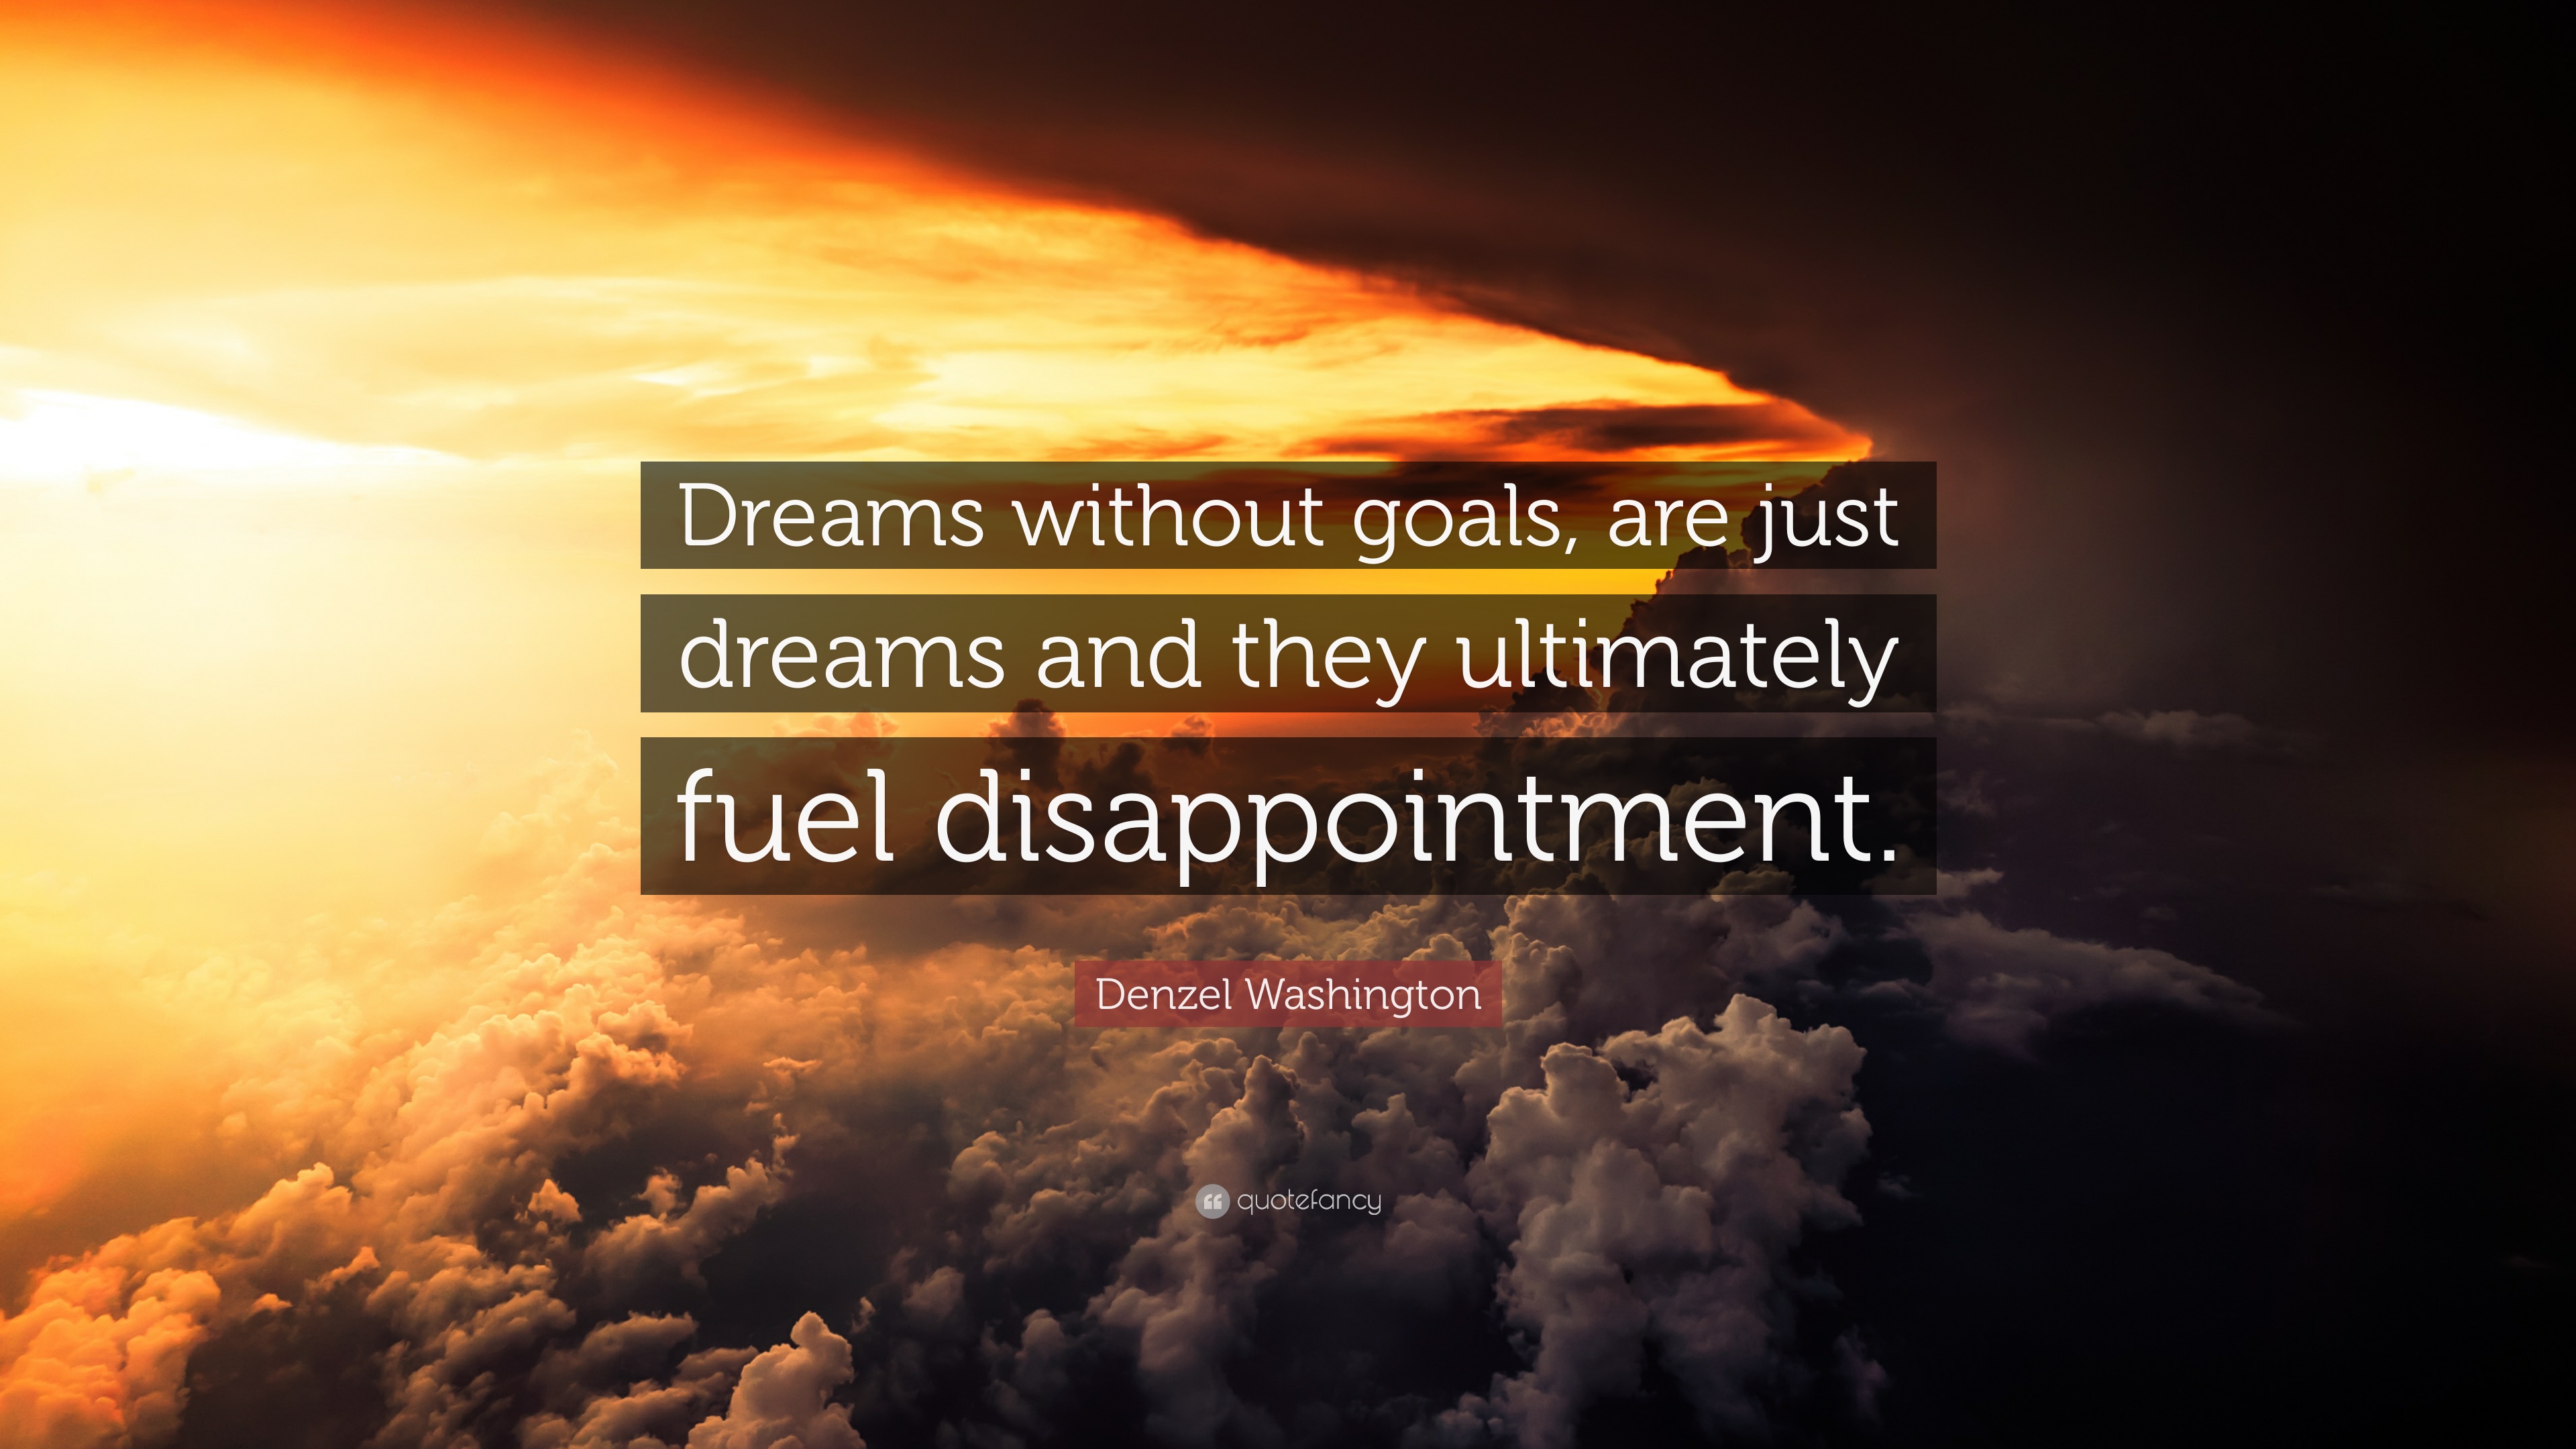 Dreams without goals, are just
dreams and they ultimately
fuel disappointment.
Denzel Washington
quotefancy